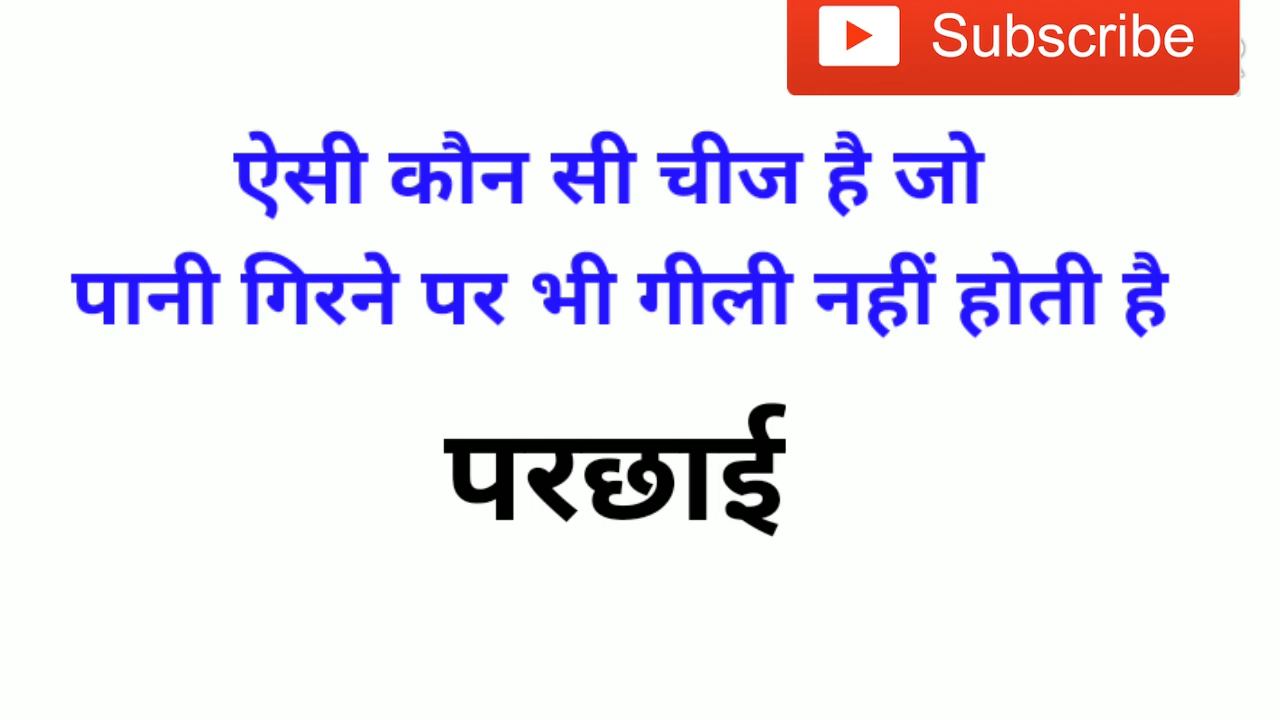 Subscribe
ऐसी कौन सी चीज है जो
पानी गिरने पर भी गीली नहीं होती है
परछाई